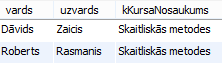 vards uzvards kKursaNosaukums
Dāvids Zaicis Skaitliskās metodes
Roberts Rasmanis Skaitliskās metodes